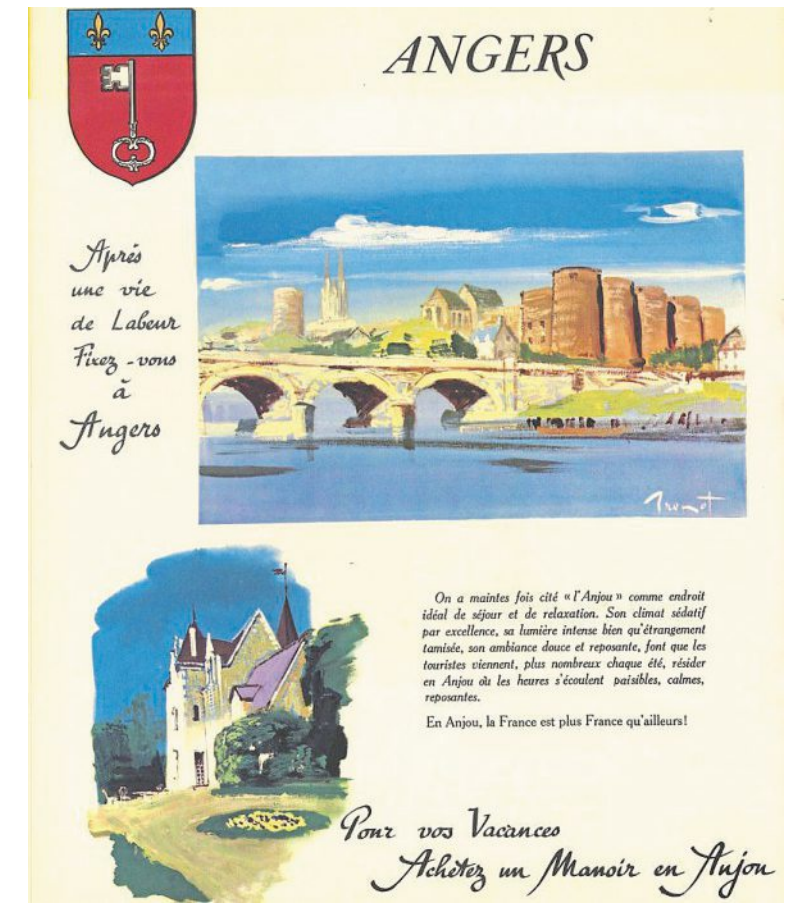 ANGERS
Après
une vie
de Labeur
Fixez-vous
à
Angers
On a maintes fois cité « l'Anjou » comme endroit
idéal de séjour et de relaxation. Son climat sédatif
par excellence, sa lumière intense bien qu'étrangement
tamisée, son ambiance douce et reposante, font que les
touristes viennent, plus nombreux chaque été, résider
en Anjou où les heures s'écoulent paisibles, calmes,
reposantes.
En Anjou, la France est plus France qu'ailleurs!
Pour vos Vacances
Achetez un Manoir en Anjou